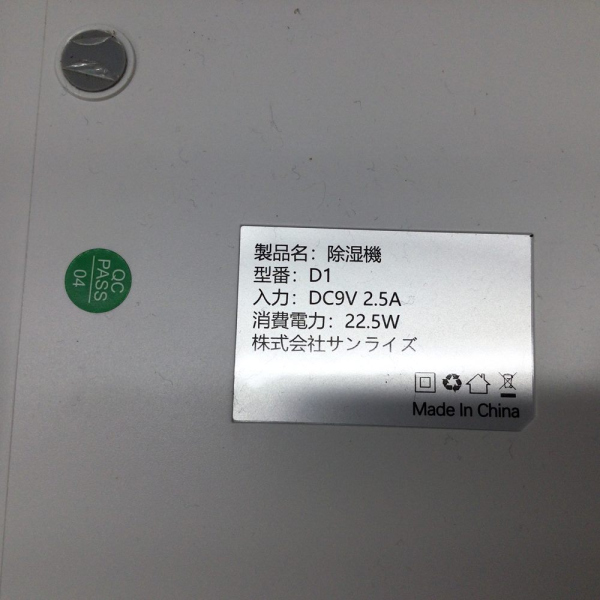 製品名：除湿機
型番：D1
入力：DC9V 2.5A
消費電力：22.5W
株式会社サンライズ
Made In China
QC
PASS
04